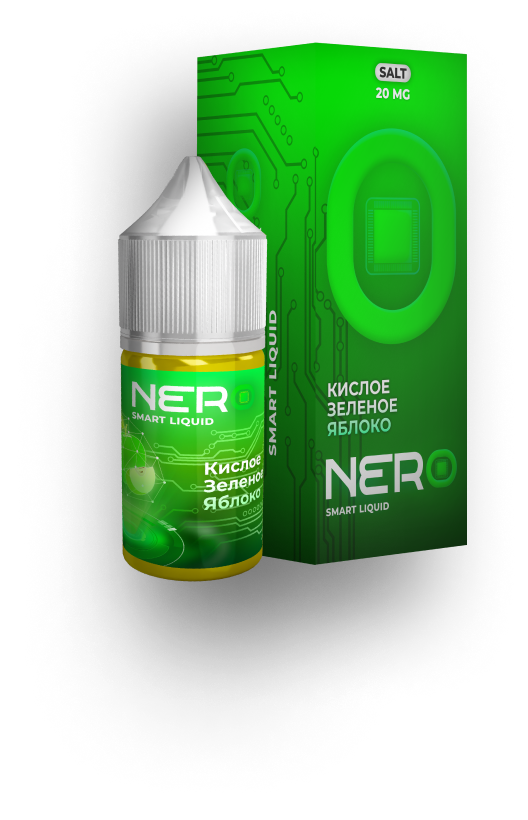 SALT
20 MG
SMART LIQUID
КИСЛОЕ
ЗЕЛЕНОЕ
ЯБЛОКО
NERO
SMART LIQUID
NERO
SMART LIQUID
Кислое
Зеленое
Яблоко